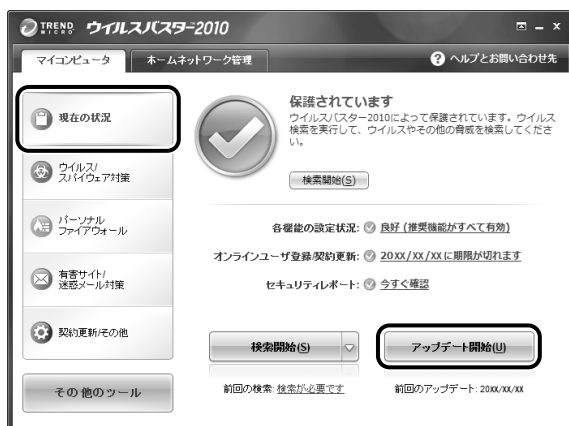 TREND MICRO ウイルスバスター2010
マイコンピュータ
ホームネットワーク管理
? ヘルプとお問い合わせ先
現在の状況
ウイルス/
スパイウェア対策
パーソナル
ファイアウォール
有害サイト/
迷惑メール対策
契約更新/その他
その他のツール
保護されています
ウイルスバスター2010によって保護されています。ウイルス
検索を実行して、ウイルスやその他の脅威を検索してくださ
い。
検索開始(S)
各機能の設定状況: 良好 (推奨機能がすべて有効)
オンラインユーザ登録/契約更新: 20XX/XX/XXに期限が切れます
セキュリティレポート: 今すぐ確認
検索開始(S)
アップデート開始(U)
前回の検索: 検索が必要です
前回のアップデート: 20XX/XX/XX